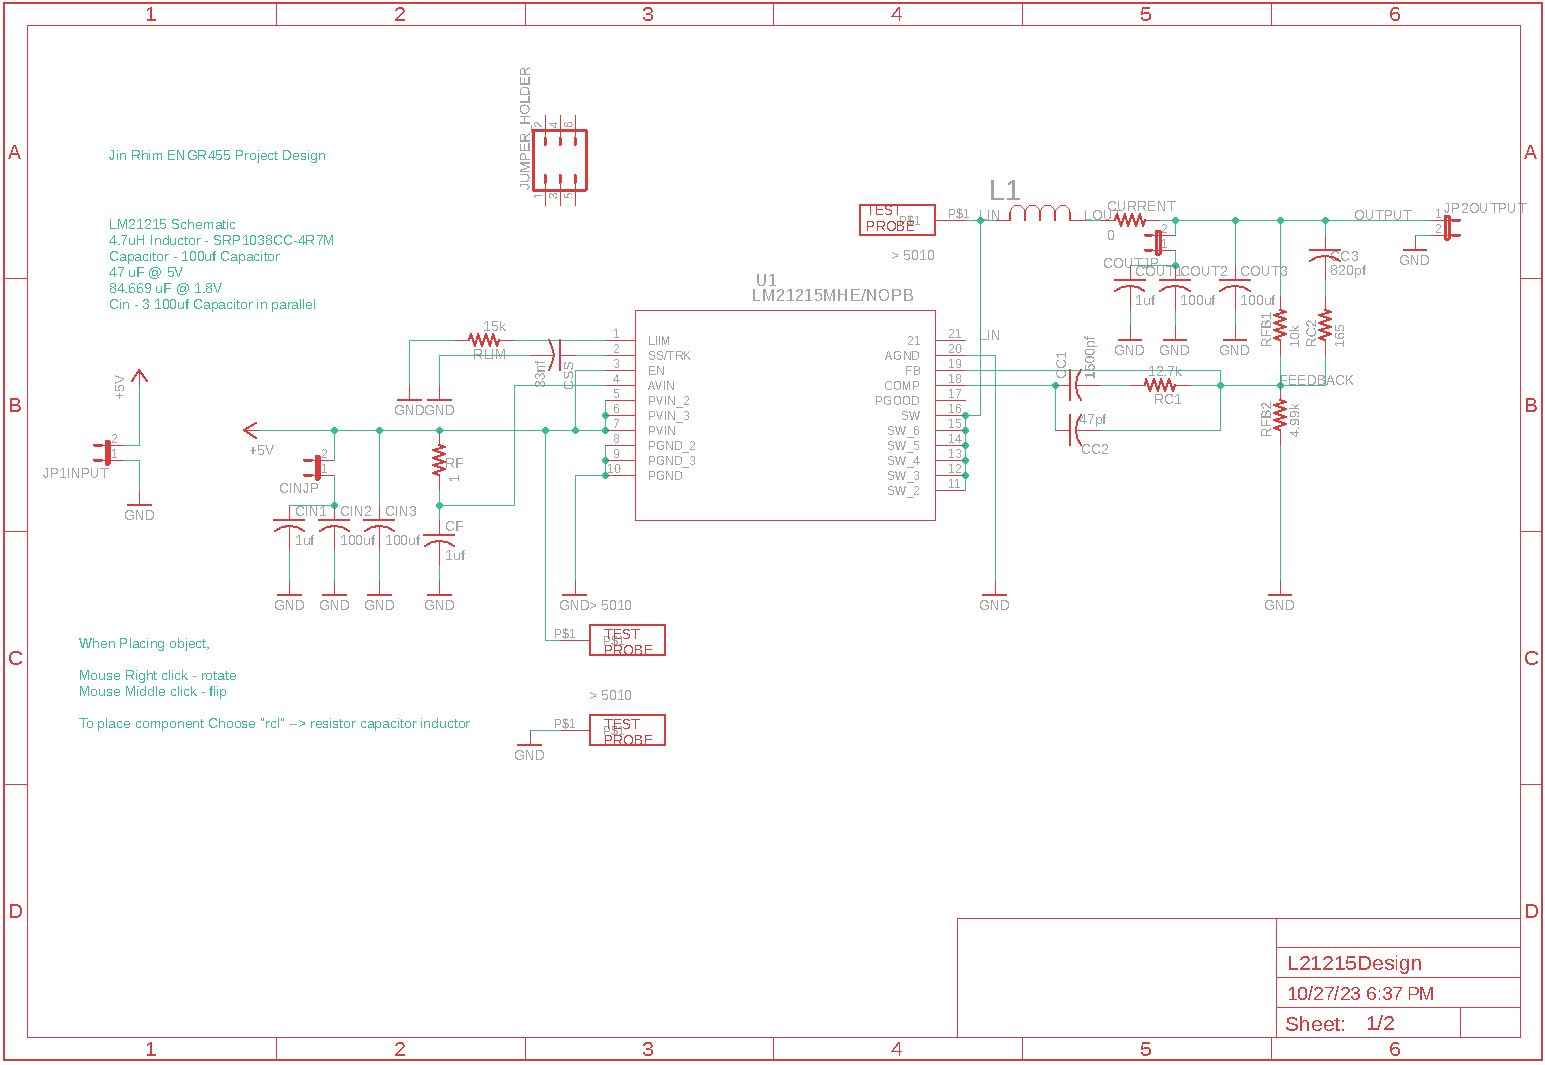 1 2 3 4 5 6
A
A
B
B
C
C
D
D
Jin Rhim ENGR455 Project Design
LM21215 Schematic
4.7uH Inductor - SRP1038CC-4R7M
Capacitor - 100uf Capacitor
47 uF @ 5V
84.669 uF @ 1.8V
Cin - 3 100uf Capacitor in parallel
JUMPER_HOLDER
2 4 6
1 3 5
TEST
PROBE
P$1
P$1
> 5010
LIN
L1
LOUT
CURRENT
0
2
1
COUTJP
COUT1
1uf
COUT2
100uf
COUT3
100uf
GND
GND
GND
OUTPUT
1
2
JP2OUTPUT
GND
CC3
820pf
RFB1
10k
RC2
165
FEEDBACK
RFB2
4.99k
GND
U1
LM21215MHE/NOPB
1 LIIM
2 SS/TRK
3 EN
4 AVIN
5 PVIN_2
6 PVIN_3
7 PVIN
8 PGND_2
9 PGND_3
10 PGND
21 21
AGND 20
FB 19
COMP 18
PGOOD 17
SW 16
SW_6 15
SW_5 14
SW_4 13
SW_3 12
SW_2 11
LIN
CC1
1500pf
12.7k
RC1
47pf
CC2
GND
15k
RLIM
33nf
CSS
GND
GND
+5V
2
1
JP1INPUT
GND
+5V
2
1
CINJP
CIN1
1uf
CIN2
100uf
CIN3
100uf
RF
1
CF
1uf
GND
GND
GND
GND
GND
> 5010
P$1
TEST
PROBE
P$1
> 5010
P$1
TEST
PROBE
P$1
GND
When Placing object,
Mouse Right click - rotate
Mouse Middle click - flip
To place component Choose "rcl" --> resistor capacitor inductor
L21215Design
10/27/23 6:37 PM
Sheet: 1/2
1 2 3 4 5 6